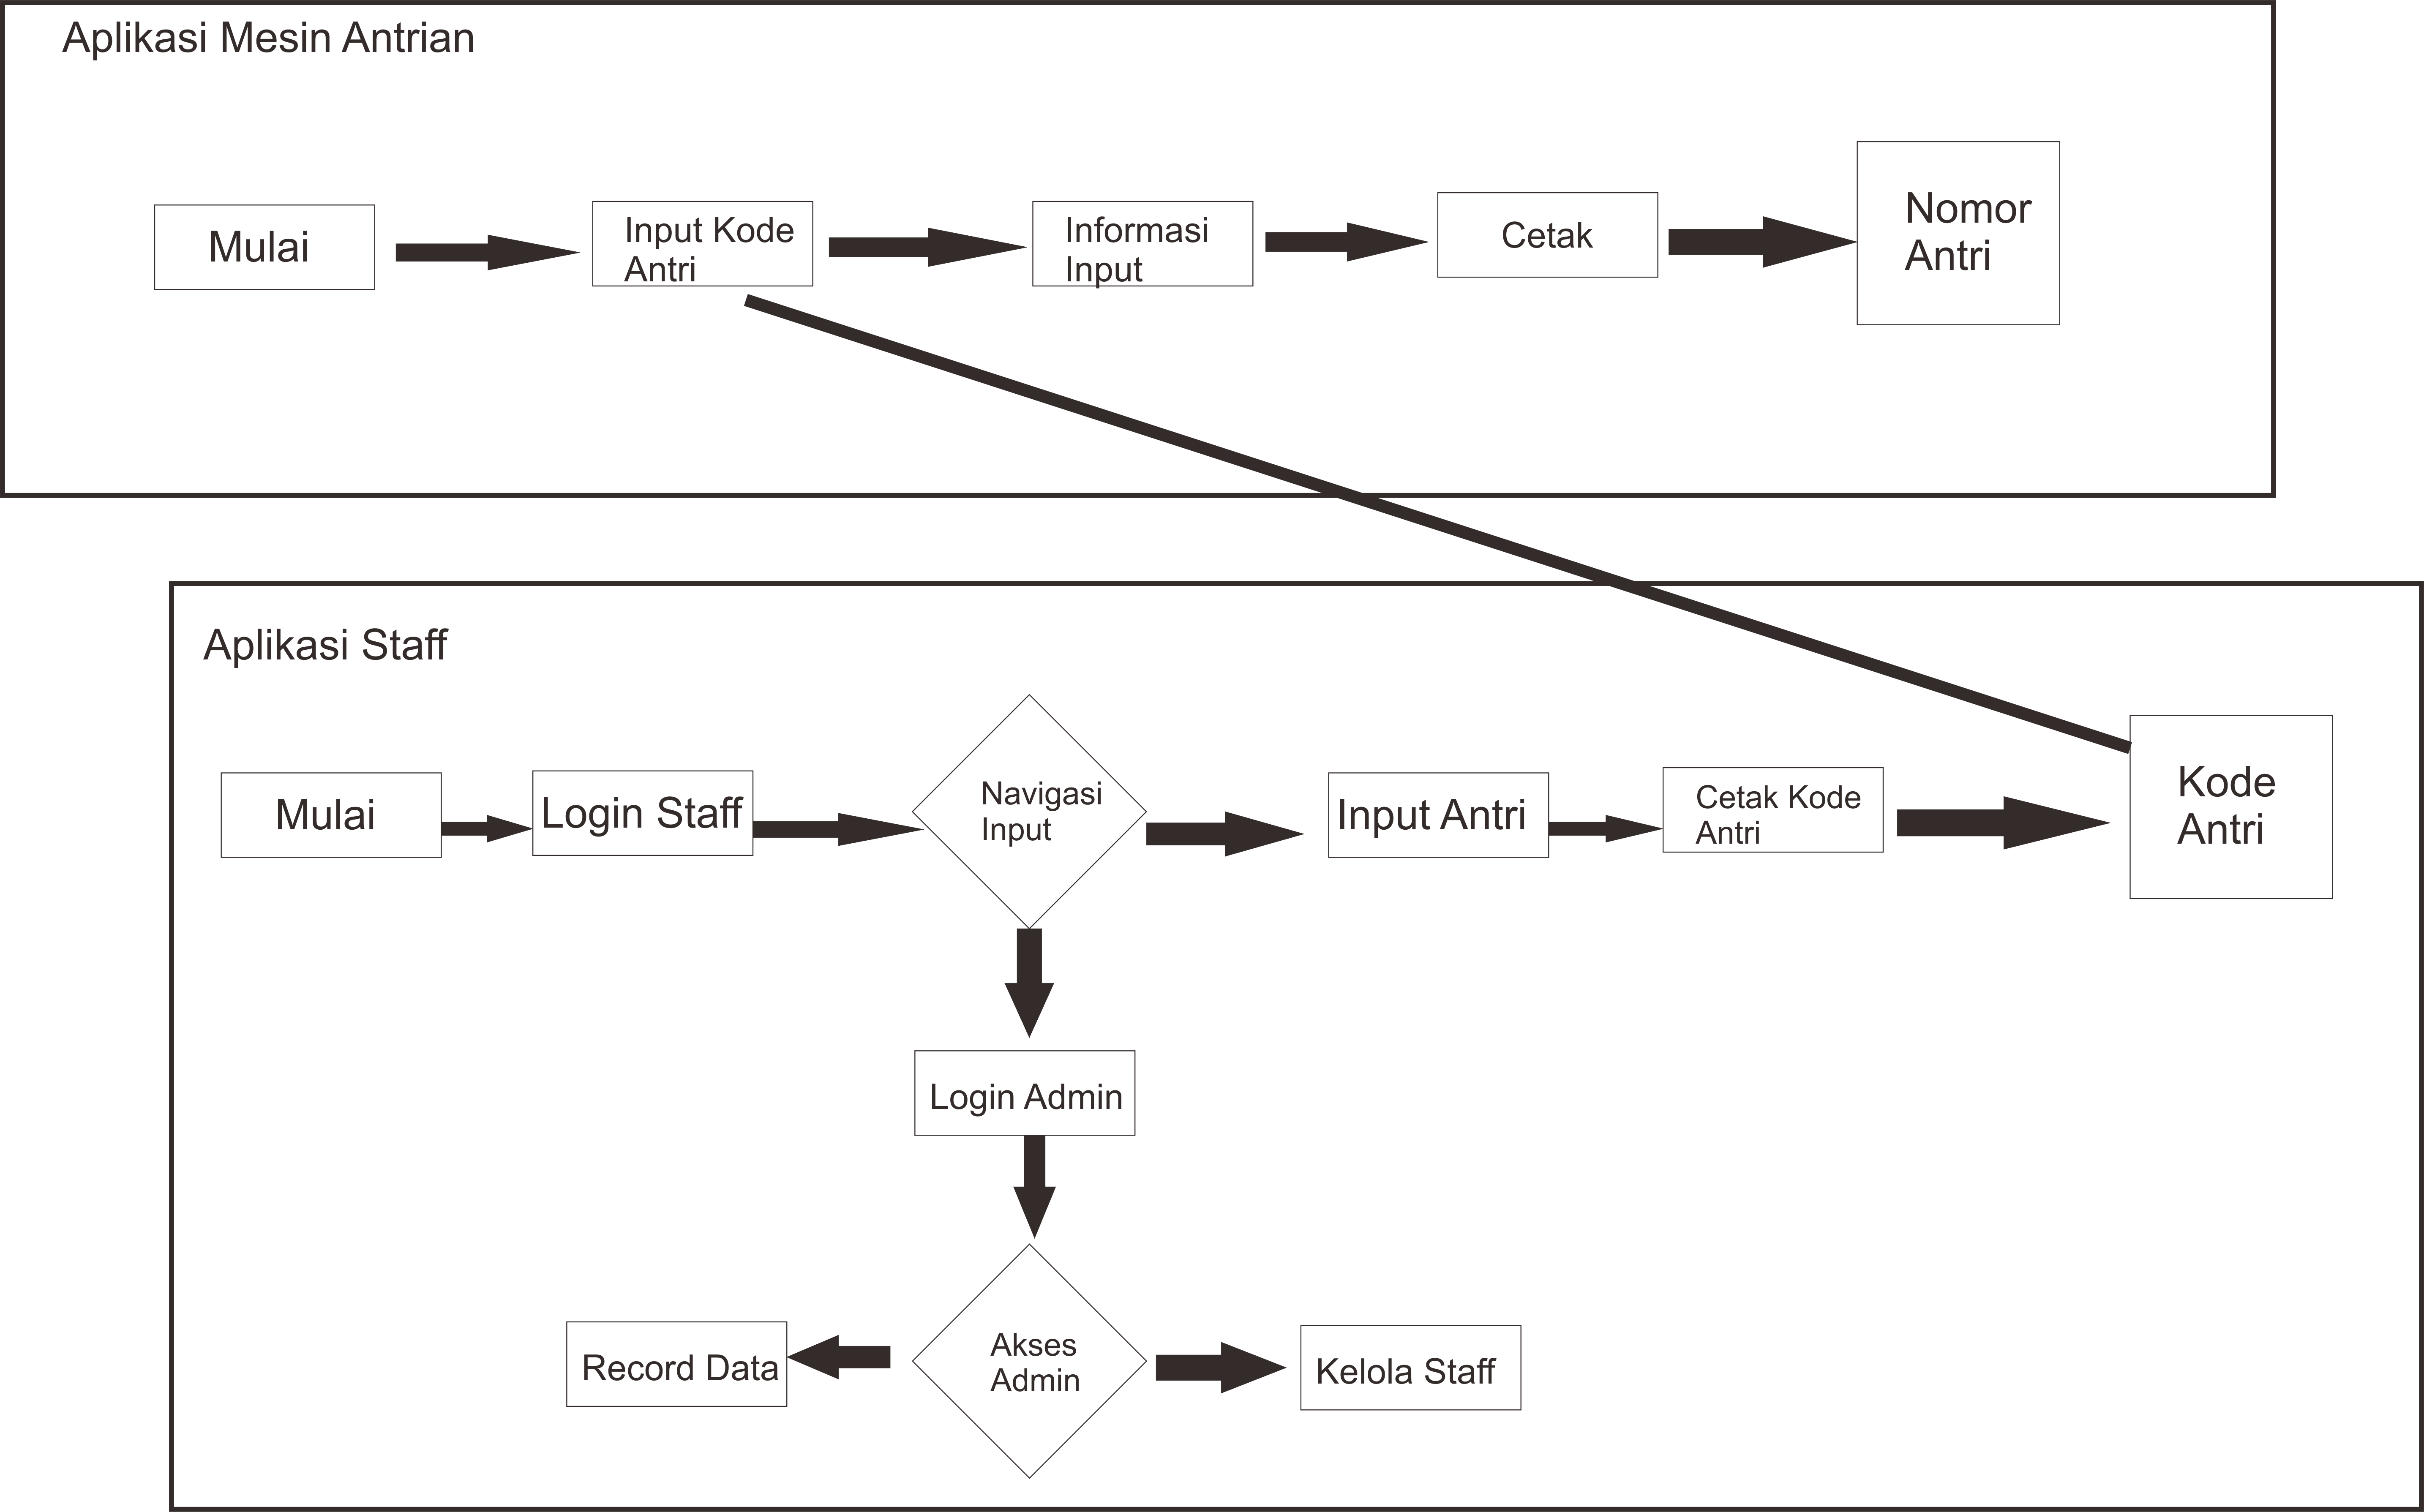 Aplikasi Mesin Antrian
Mulai
Input Kode
Antri
Informasi
Input
Cetak
Nomor
Antri
Aplikasi Staff
Mulai
Login Staff
Navigasi
Input
Input Antri
Cetak Kode
Antri
Kode
Antri
Login Admin
Record Data
Akses
Admin
Kelola Staff